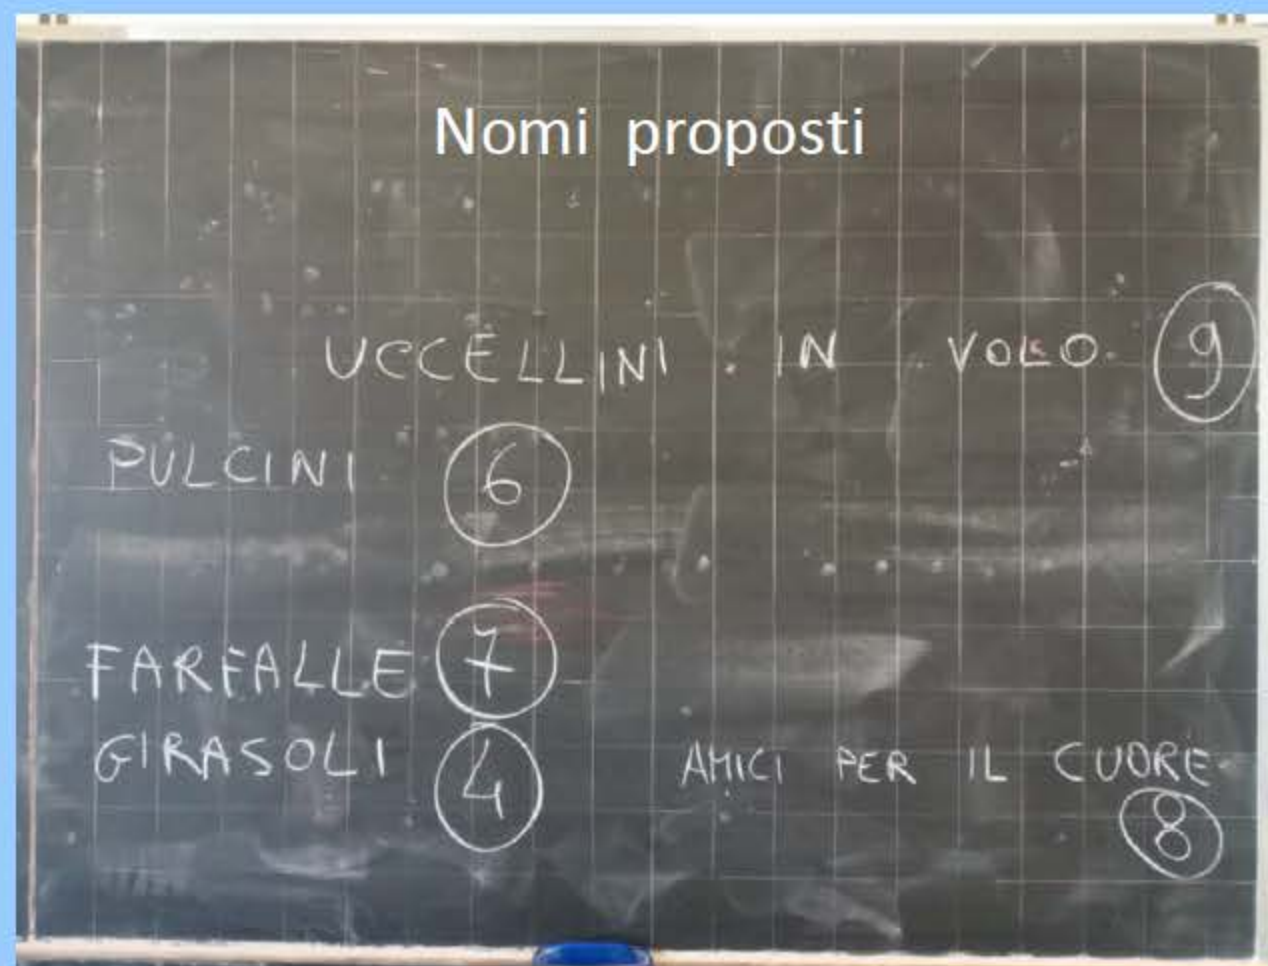 Nomi proposti
UCCELLINI IN VOLO 9
PULCINI 6
FARFALLE 7
GIRASOLI 4
AMICI PER IL CUORE
8